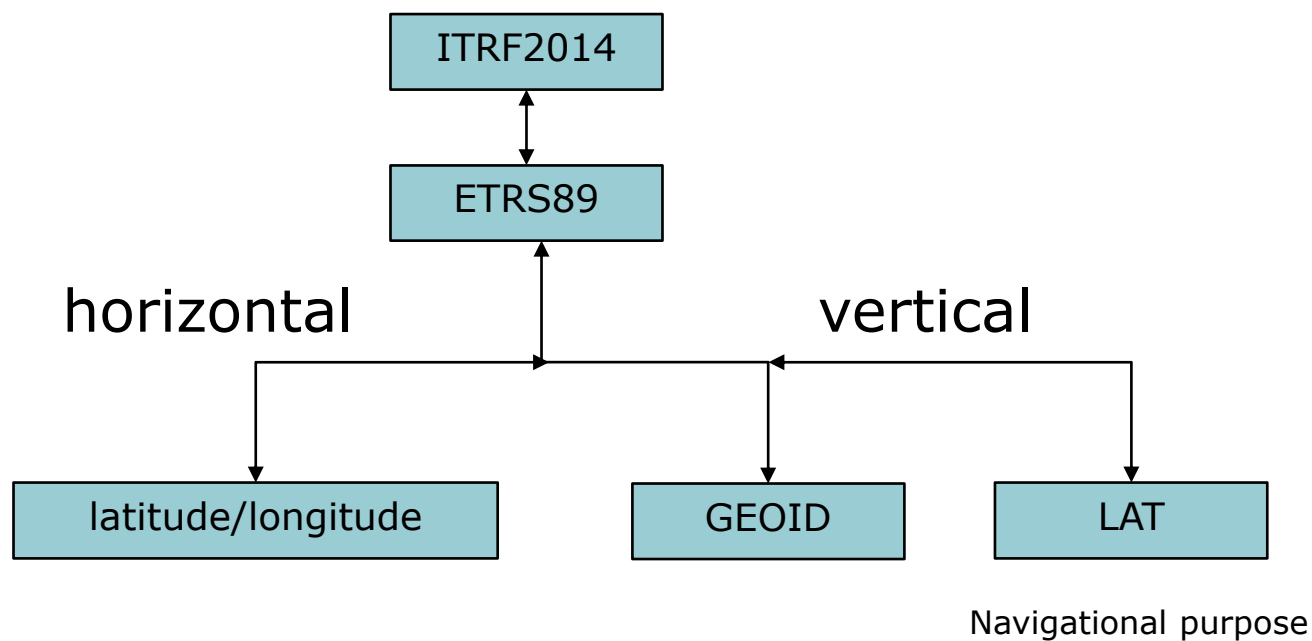 ITRF2014
ETRS89
horizontal
vertical
latitude/longitude
GEOID
LAT
Navigational purpose